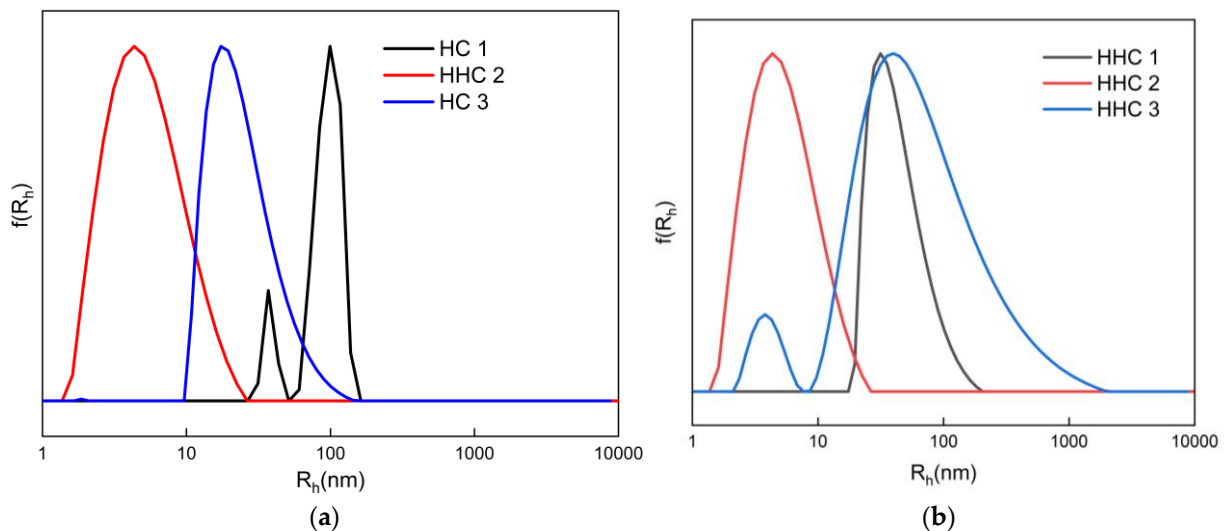 HC 1
HHC 2
HC 3
f(Rh)
1
10
100
1000
10000
Rh(nm)
(a)
HHC 1
HHC 2
HHC 3
f(Rh)
1
10
100
1000
10000
Rh(nm)
(b)